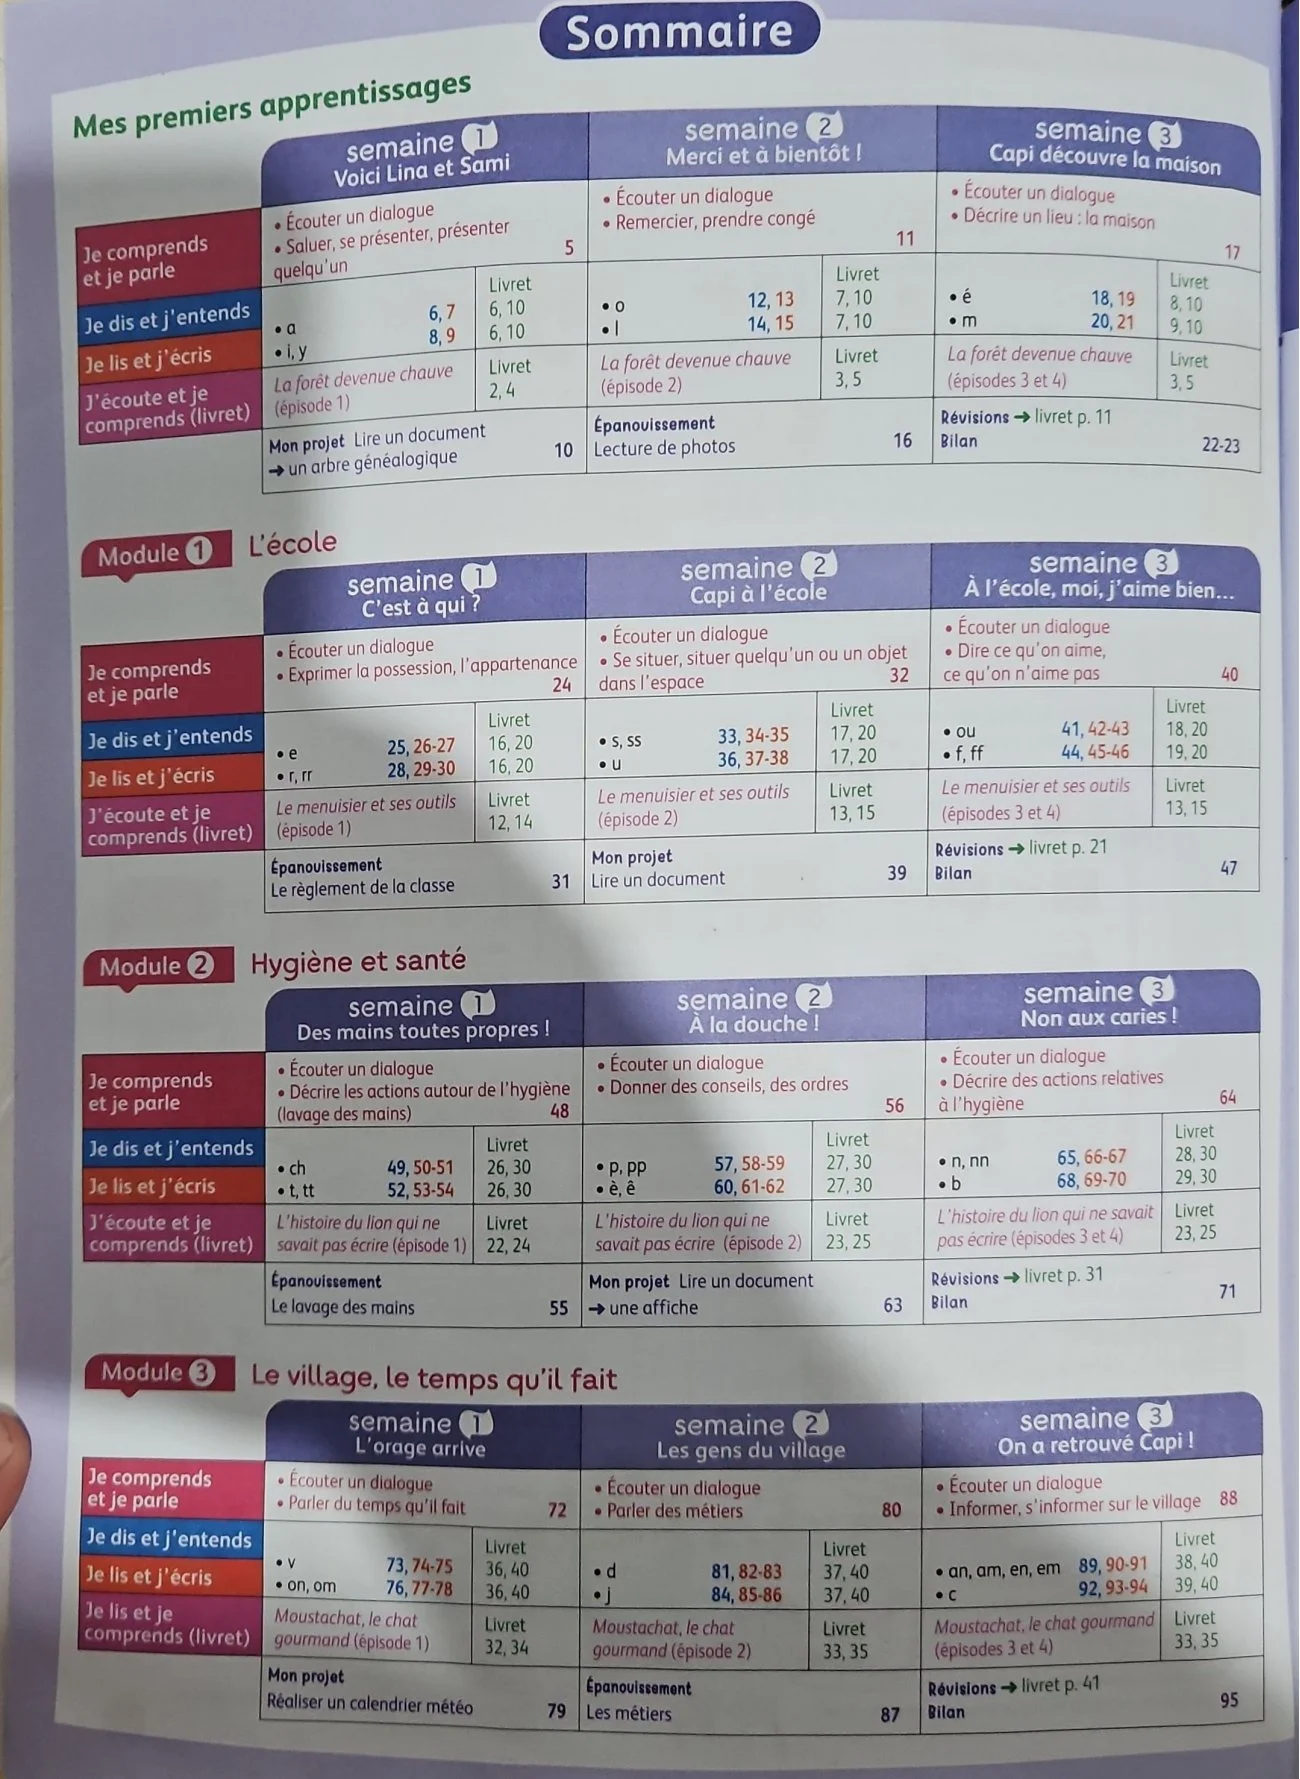 Sommaire
Mes premiers apprentissages
semaine 1
Voici Lina et Sami
semaine 2
Merci et à bientôt !
semaine 3
Capi découvre la maison
Je comprends
et je parle
• Écouter un dialogue
• Saluer, se présenter, présenter
quelqu'un 5
• Écouter un dialogue
• Remercier, prendre congé
11
• Écouter un dialogue
• Décrire un lieu : la maison
17
Je dis et j'entends
Je lis et j'écris
Livret
• a 6, 7 6, 10
• i, y 8, 9 6, 10
Livret
• o 12, 13 7, 10
• l 14, 15 7, 10
Livret
• é 18, 19 8, 10
• m 20, 21 9, 10
J'écoute et je
comprends (livret)
La forêt devenue chauve Livret
(épisode 1) 2, 4
La forêt devenue chauve Livret
(épisode 2) 3, 5
La forêt devenue chauve Livret
(épisodes 3 et 4) 3, 5
Mon projet Lire un document
→ un arbre généalogique 10
Épanouissement
Lecture de photos 16
Révisions → livret p. 11
Bilan 22-23
Module 1 L'école
semaine 1
C'est à qui ?
semaine 2
Capi à l'école
semaine 3
À l'école, moi, j'aime bien...
Je comprends
et je parle
• Écouter un dialogue
• Exprimer la possession, l'appartenance
24
• Écouter un dialogue
• Se situer, situer quelqu'un ou un objet
dans l'espace 32
• Écouter un dialogue
• Dire ce qu'on aime,
ce qu'on n'aime pas 40
Je dis et j'entends
Je lis et j'écris
Livret
• e 25, 26-27 16, 20
• r, rr 28, 29-30 16, 20
Livret
• s, ss 33, 34-35 17, 20
• u 36, 37-38 17, 20
Livret
• ou 41, 42-43 18, 20
• f, ff 44, 45-46 19, 20
J'écoute et je
comprends (livret)
Le menuisier et ses outils Livret
(épisode 1) 12, 14
Le menuisier et ses outils Livret
(épisode 2) 13, 15
Le menuisier et ses outils Livret
(épisodes 3 et 4) 13, 15
Épanouissement
Le règlement de la classe 31
Mon projet
Lire un document 39
Révisions → livret p. 21
Bilan 47
Module 2 Hygiène et santé
semaine 1
Des mains toutes propres !
semaine 2
À la douche !
semaine 3
Non aux caries !
Je comprends
et je parle
• Écouter un dialogue
• Décrire les actions autour de l'hygiène
(lavage des mains) 48
• Écouter un dialogue
• Donner des conseils, des ordres
56
• Écouter un dialogue
• Décrire des actions relatives
à l'hygiène 64
Je dis et j'entends
Je lis et j'écris
Livret
• ch 49, 50-51 26, 30
• t, tt 52, 53-54 26, 30
Livret
• p, pp 57, 58-59 27, 30
• è, ê 60, 61-62 27, 30
Livret
• n, nn 65, 66-67 28, 30
• b 68, 69-70 29, 30
J'écoute et je
comprends (livret)
L'histoire du lion qui ne Livret
savait pas écrire (épisode 1) 22, 24
L'histoire du lion qui ne Livret
savait pas écrire (épisode 2) 23, 25
L'histoire du lion qui ne savait Livret
pas écrire (épisodes 3 et 4) 23, 25
Épanouissement
Le lavage des mains 55
Mon projet Lire un document
→ une affiche 63
Révisions → livret p. 31
Bilan 71
Module 3 Le village, le temps qu'il fait
semaine 1
L'orage arrive
semaine 2
Les gens du village
semaine 3
On a retrouvé Capi !
Je comprends
et je parle
• Écouter un dialogue
• Parler du temps qu'il fait 72
• Écouter un dialogue
• Parler des métiers 80
• Écouter un dialogue
• Informer, s'informer sur le village 88
Je dis et j'entends
Je lis et j'écris
Livret
• v 73, 74-75 36, 40
• on, om 76, 77-78 36, 40
Livret
• d 81, 82-83 37, 40
• j 84, 85-86 37, 40
Livret
• an, am, en, em 89, 90-91 38, 40
• c 92, 93-94 39, 40
Je lis et je
comprends (livret)
Moustachat, le chat Livret
gourmand (épisode 1) 32, 34
Moustachat, le chat Livret
gourmand (épisode 2) 33, 35
Moustachat, le chat gourmand Livret
(épisodes 3 et 4) 33, 35
Mon projet
Réaliser un calendrier météo 79
Épanouissement
Les métiers 87
Révisions → livret p. 41
Bilan 95